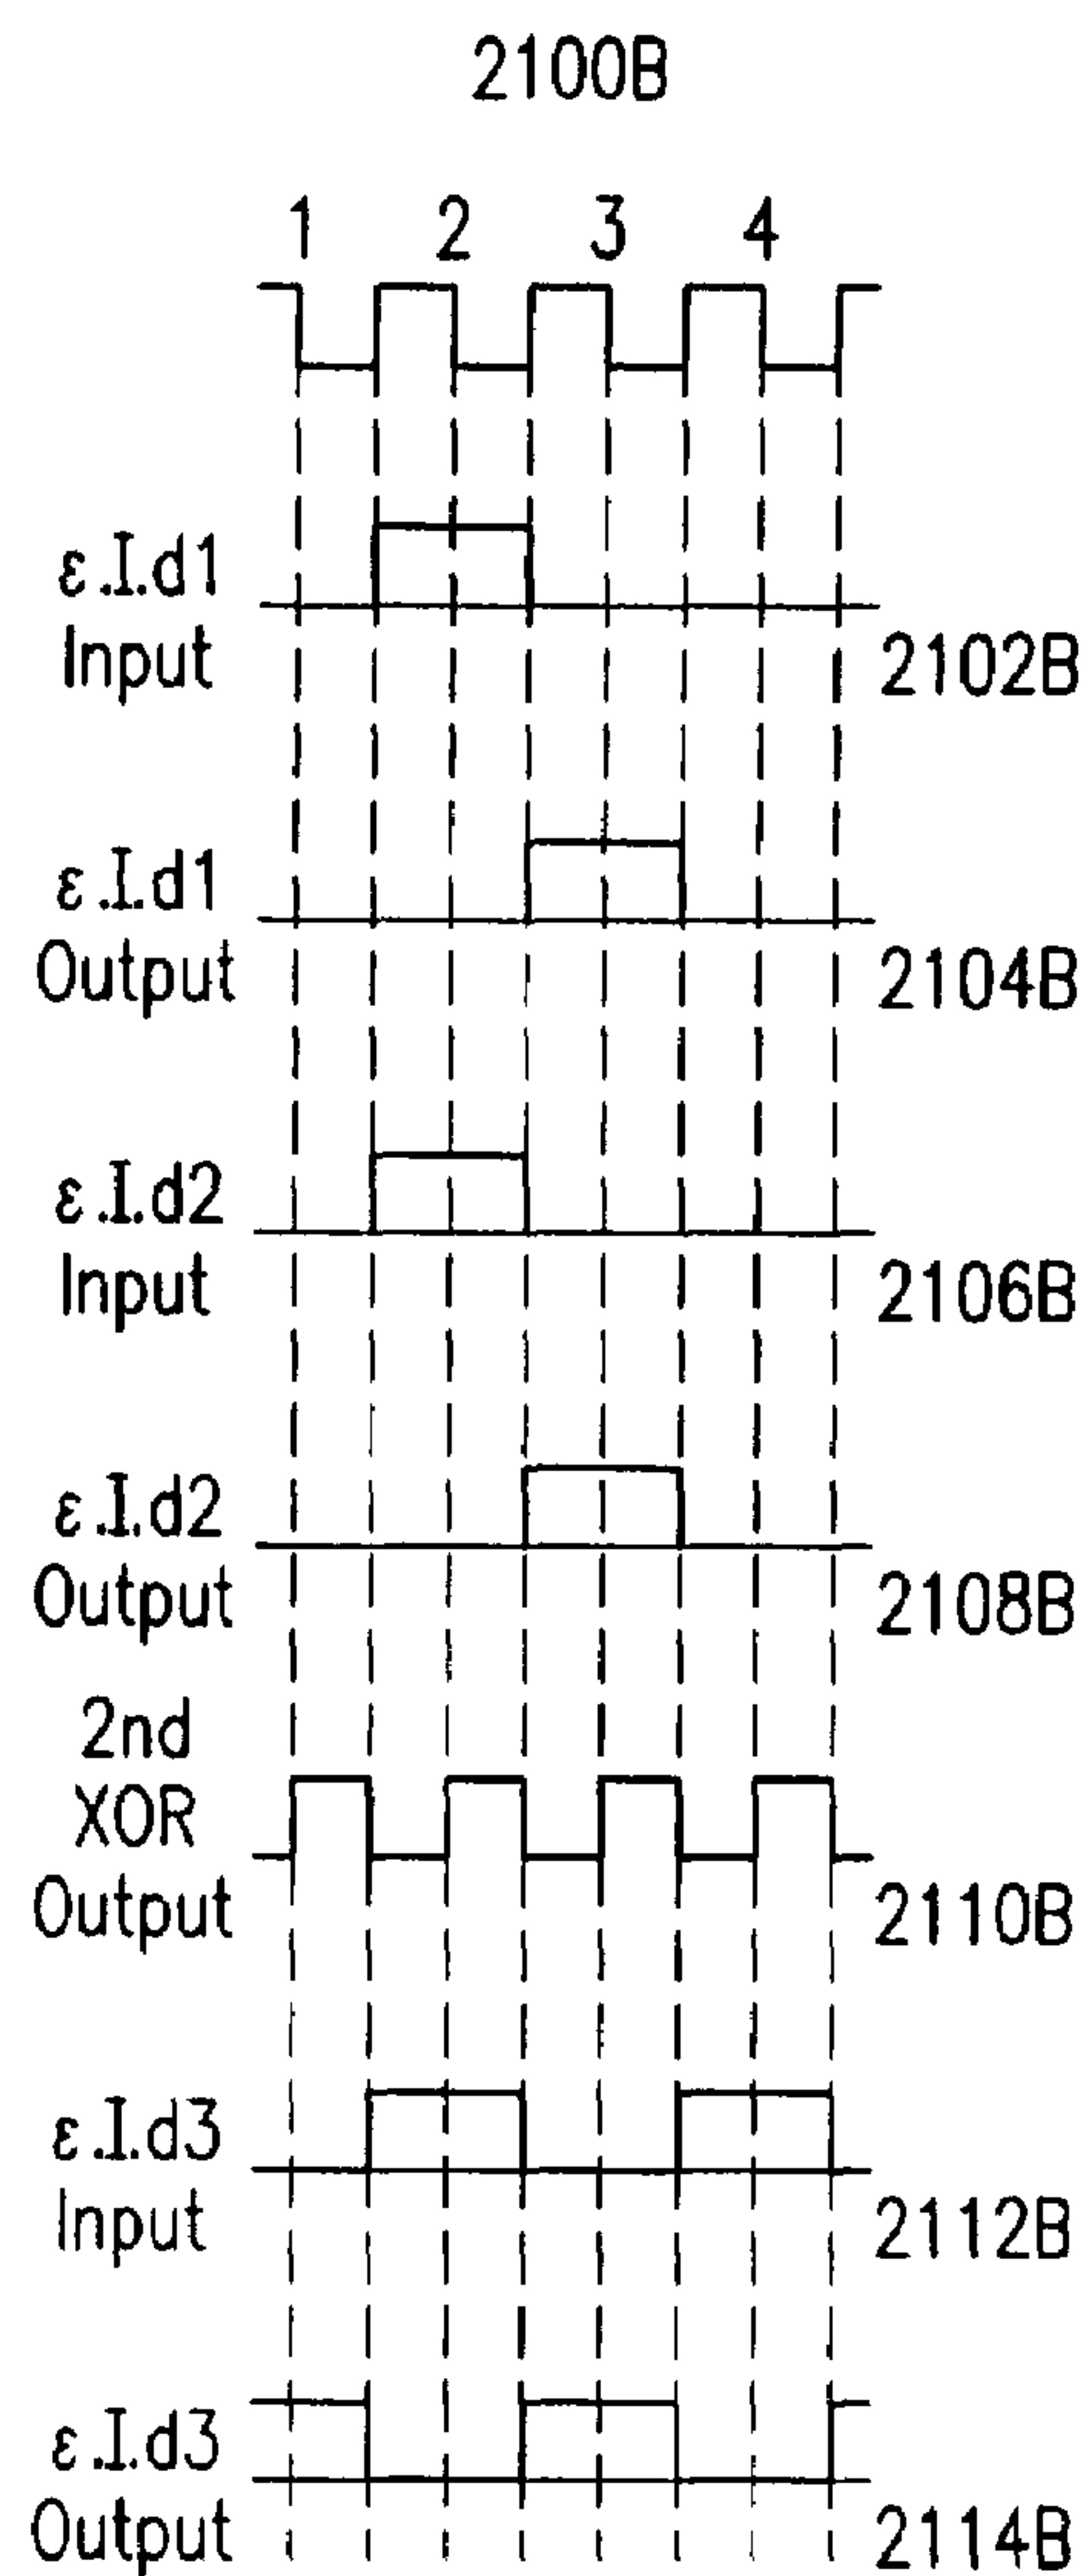 2100B
1 2 3 4
ε.I.d1
Input
2102B
ε.I.d1
Output
2104B
ε.I.d2
Input
2106B
ε.I.d2
Output
2108B
2nd
XOR
Output
2110B
ε.I.d3
Input
2112B
ε.I.d3
Output
2114B